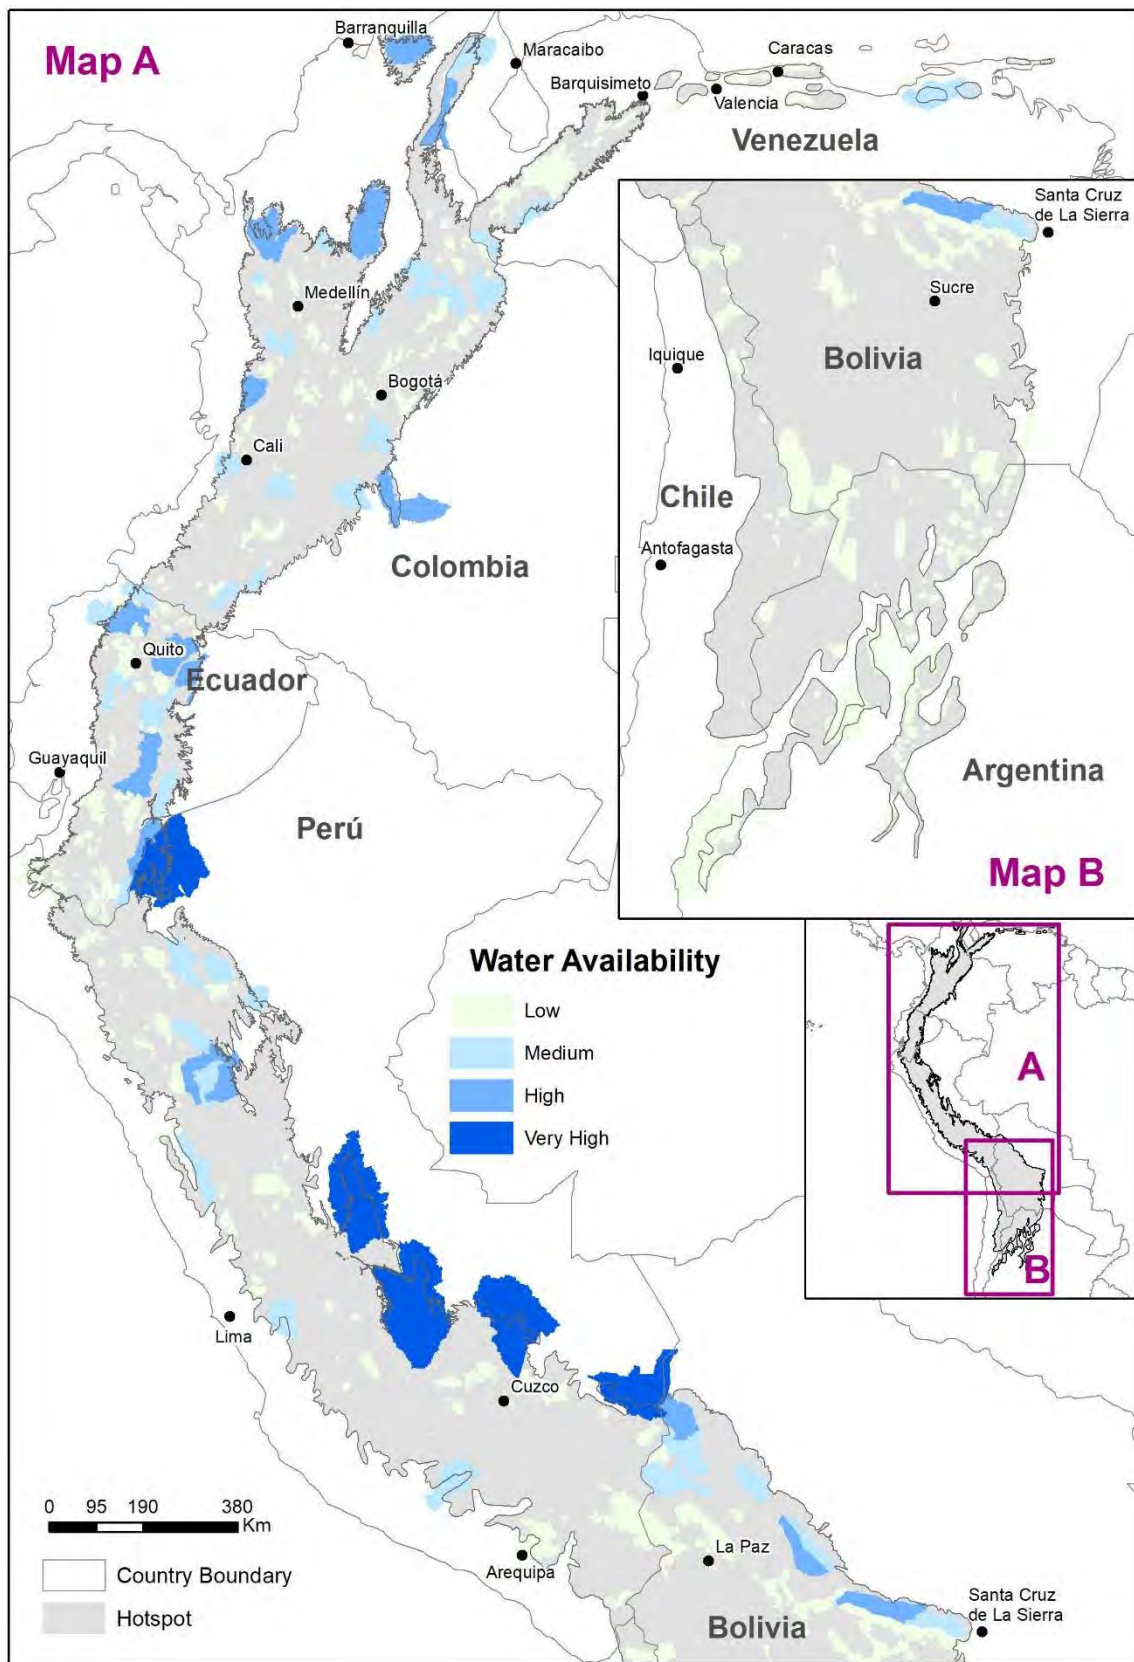 Map A
Barranquilla
Maracaibo
Caracas
Barquisimeto
Valencia
Venezuela
Santa Cruz
de La Sierra
Sucre
Bolivia
Iquique
Chile
Antofagasta
Argentina
Map B
Medellín
Bogotá
Cali
Colombia
Quito
Ecuador
Guayaquil
Perú
Water Availability
Low
Medium
High
Very High
A
B
Lima
Cuzco
0 95 190 380
Km
Country Boundary
Hotspot
Arequipa
La Paz
Bolivia
Santa Cruz
de La Sierra